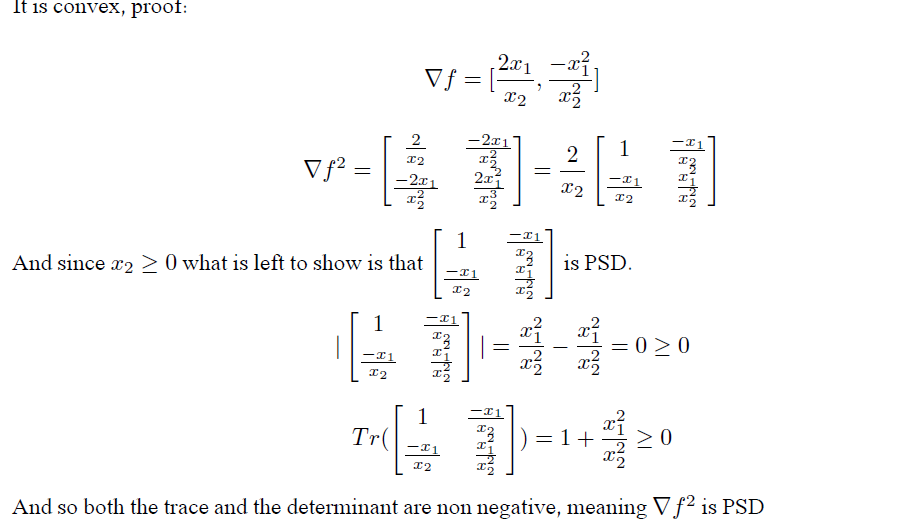 It is convex, proof:
∇f = [\frac{2x_1}{x_2}, \frac{-x_1^2}{x_2^2}]
∇f^2 = \begin{bmatrix} \frac{2}{x_2} & \frac{-2x_1}{x_2^2} \\ \frac{-2x_1}{x_2^2} & \frac{2x_1^2}{x_2^3} \end{bmatrix} = \frac{2}{x_2} \begin{bmatrix} 1 & \frac{-x_1}{x_2} \\ \frac{-x_1}{x_2} & \frac{x_1^2}{x_2^2} \end{bmatrix}
And since x_2 ≥ 0 what is left to show is that \begin{bmatrix} 1 & \frac{-x_1}{x_2} \\ \frac{-x_1}{x_2} & \frac{x_1^2}{x_2^2} \end{bmatrix} is PSD.
| \begin{bmatrix} 1 & \frac{-x_1}{x_2} \\ \frac{-x_1}{x_2} & \frac{x_1^2}{x_2^2} \end{bmatrix} | = \frac{x_1^2}{x_2^2} − \frac{x_1^2}{x_2^2} = 0 ≥ 0
Tr( \begin{bmatrix} 1 & \frac{-x_1}{x_2} \\ \frac{-x_1}{x_2} & \frac{x_1^2}{x_2^2} \end{bmatrix} ) = 1 + \frac{x_1^2}{x_2^2} ≥ 0
And so both the trace and the determinant are non negative, meaning ∇f^2 is PSD